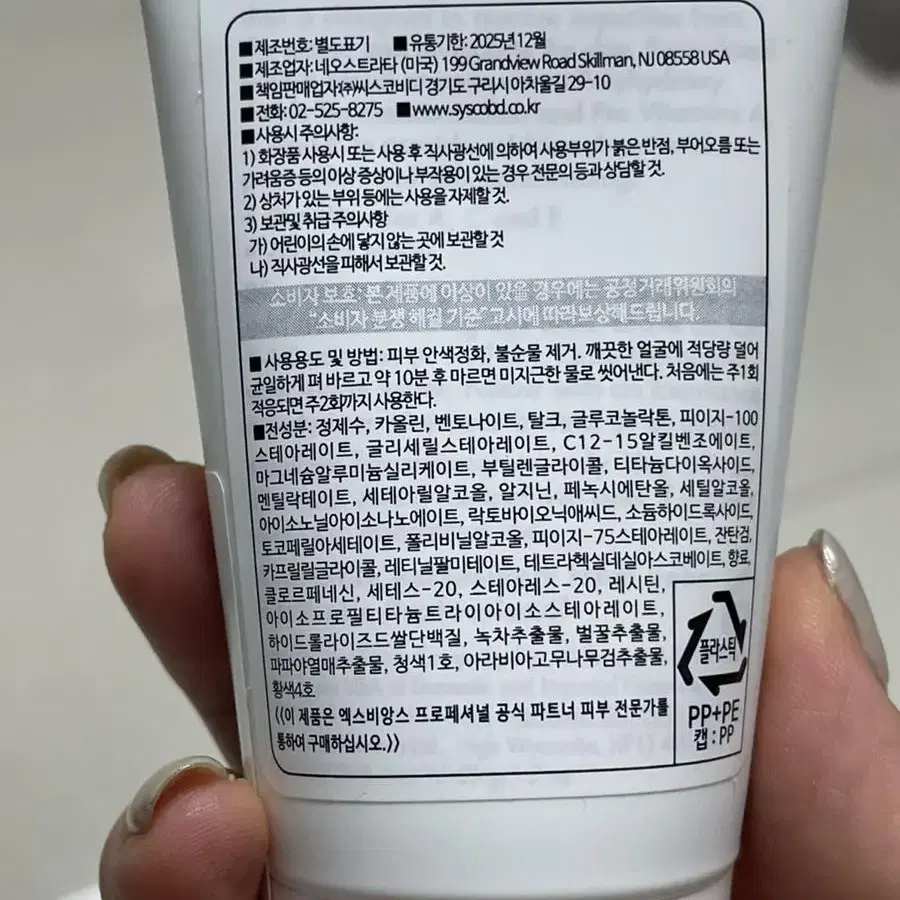 ■제조번호: 별도표기 ■유통기한: 2025년 12월
■제조업자: 네오스트라타 (미국) 199 Grandview Road Skillman, NJ 08558 USA
■책임판매업자:㈜씨스코비디 경기도 구리시 아차울길 29-10
■전화: 02-525-8275 ■www.syscobd.co.kr
■사용시 주의사항:
1) 화장품 사용시 또는 사용 후 직사광선에 의하여 사용부위가 붉은 반점, 부어오름 또는
가려움증 등의 이상 증상이나 부작용이 있는 경우 전문의 등과 상담할 것.
2) 상처가 있는 부위 등에는 사용을 자제할 것.
3) 보관및 취급 주의사항
가) 어린이의 손에 닿지 않는 곳에 보관할 것
나) 직사광선을 피해서 보관할 것.
소비자 보호: 본 제품에 이상이 있을 경우에는 공정거래위원회의
"소비자 분쟁 해결 기준" 고시에 따라 보상해드립니다.
■사용용도 및 방법: 피부 안색정화, 불순물 제거. 깨끗한 얼굴에 적당량 덜어
균일하게 펴 바르고 약 10분 후 마르면 미지근한 물로 씻어낸다. 처음에는 주1회
적응되면 주2회까지 사용한다.
■전성분: 정제수, 카올린, 벤토나이트, 탈크, 글루코놀락톤, 피이지-100
스테아레이트, 글리세릴스테아레이트, C12-15알킬벤조에이트,
마그네슘알루미늄실리케이트, 부틸렌글라이콜, 티타늄다이옥사이드,
멘틸락테이트, 세테아릴알코올, 알지닌, 페녹시에탄올, 세틸알코올,
아이소노닐아이소나노에이트, 락토바이오닉애씨드, 소듐하이드록사이드,
토코페릴아세테이트, 폴리비닐알코올, 피이지-75스테아레이트, 잔탄검,
카프릴릴글라이콜, 레티닐팔미테이트, 테트라헥실데실아스코베이트, 향료,
클로르페네신, 세테스-20, 스테아레스-20, 레시틴,
아이소프로필티타늄트라이아이소스테아레이트,
하이드롤라이즈드쌀단백질, 녹차추출물, 벌꿀추출물,
파파야열매추출물, 청색1호, 아라비아고무나무검추출물,
황색4호
플라스틱
PP+PE
캡 : PP
《이 제품은 엑스비앙스 프로페셔널 공식 파트너 피부 전문가를
통하여 구매하십시오.》